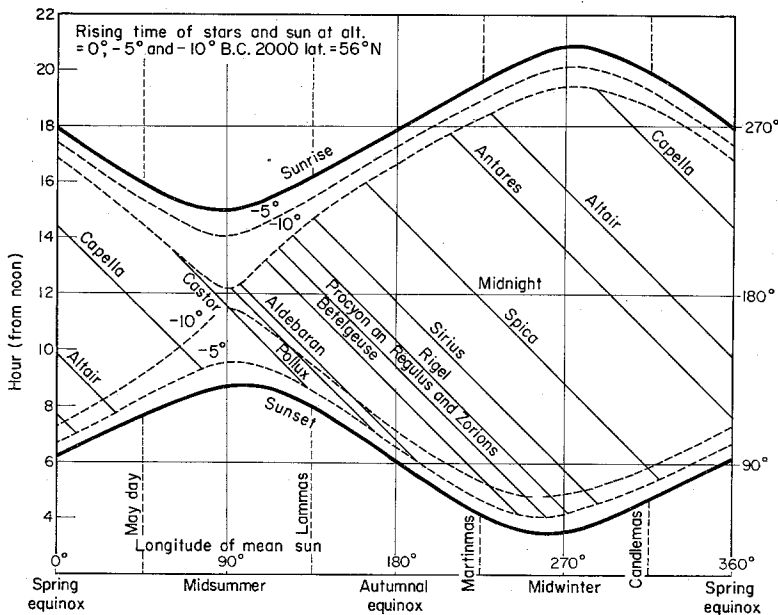 Rising time of stars and sun at alt.
= 0°, -5° and -10° B.C. 2000 lat. = 56°N
Hour (from noon)
22
20
18
16
14
12
10
8
6
4
270°
180°
90°
Sunrise
-5°
-10°
Capella
Altair
Antares
Capella
Castor
-10°
-5°
Altair
Midnight
Spica
Sirius
Rigel
Procyon an Regulus and Zorions
Betelgeuse
Aldebaran
Pollux
Sunset
May day
Lammas
Martinmas
Candlemas
Longitude of mean sun
0°
90°
180°
270°
360°
Spring
equinox
Midsummer
Autumnal
equinox
Midwinter
Spring
equinox